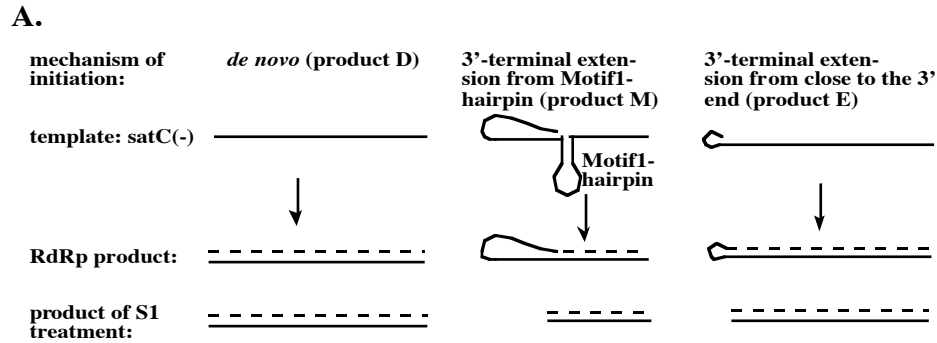 A.
mechanism of initiation:
de novo (product D)
3'-terminal exten-
sion from Motif1-
hairpin (product M)
3'-terminal exten-
sion from close to the 3'
end (product E)
template: satC(-)
Motif1-
hairpin
RdRp product:
product of S1
treatment: